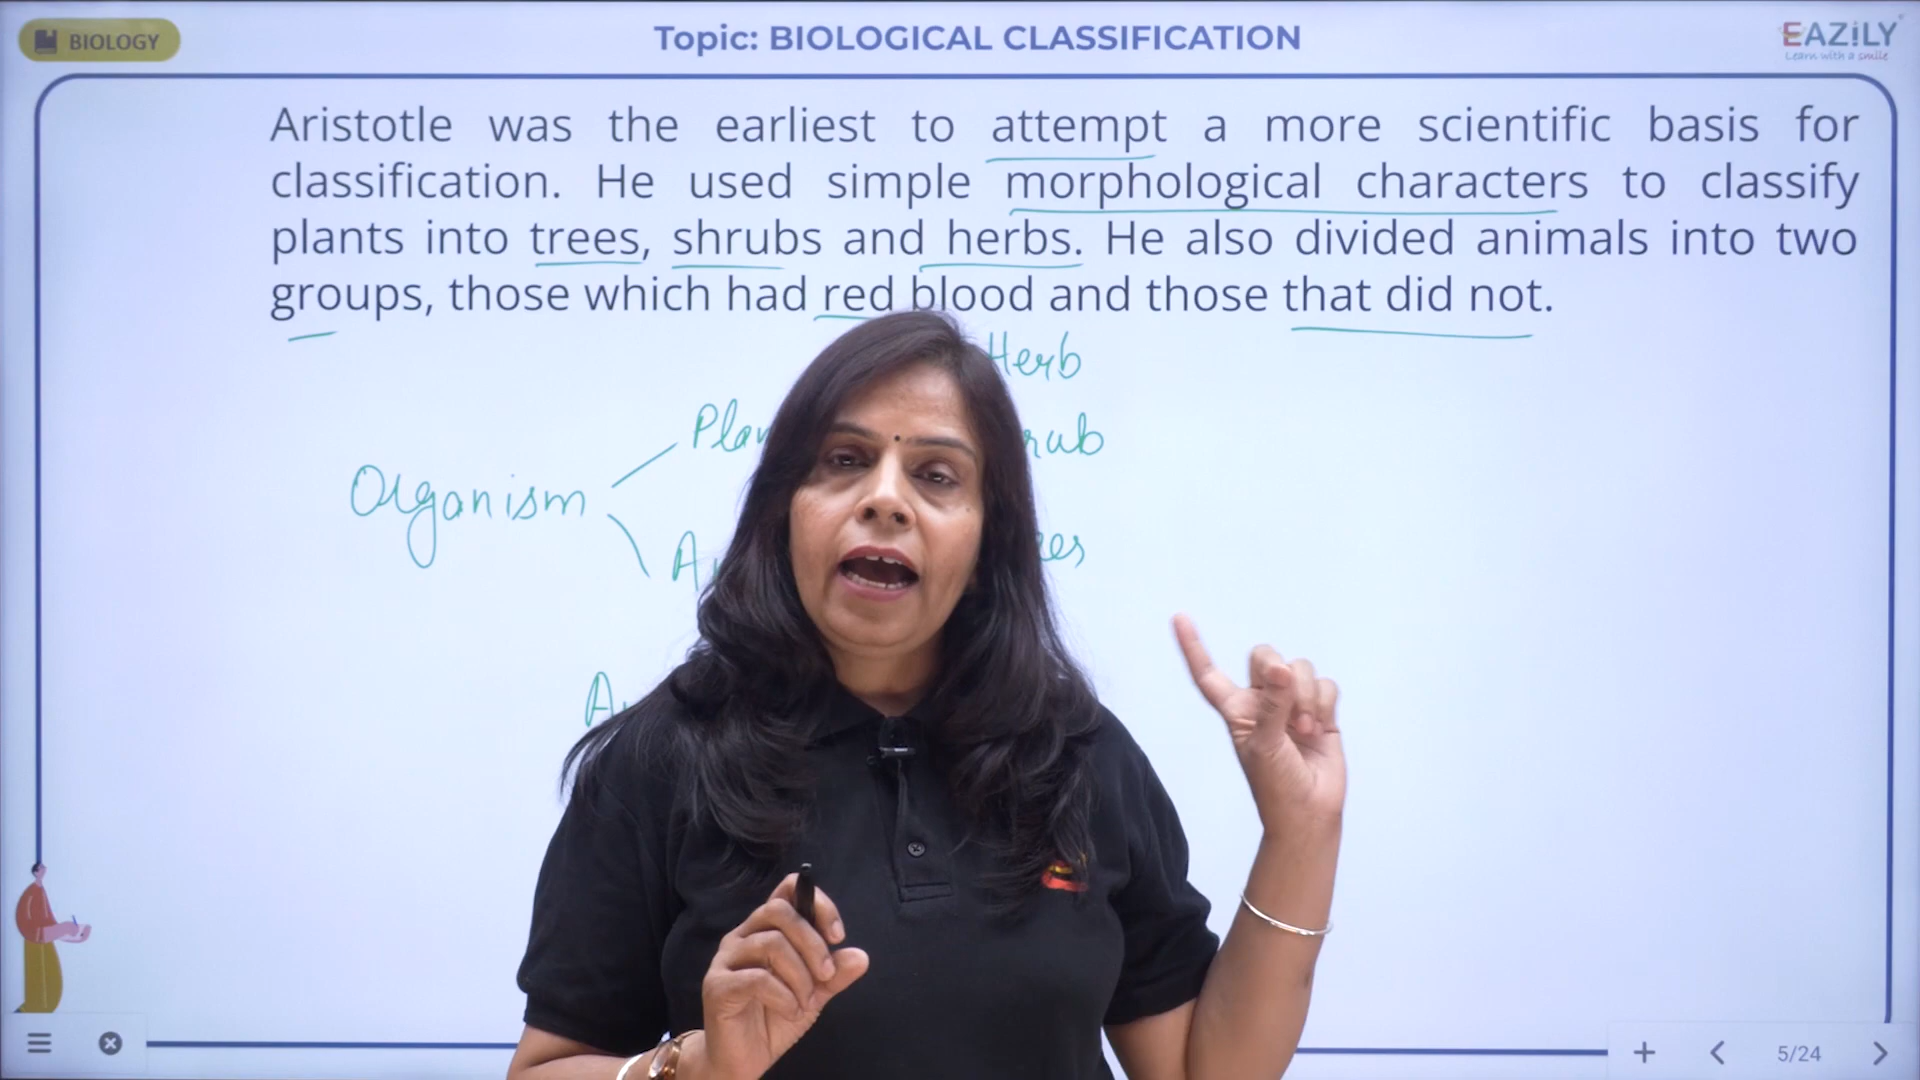 BIOLOGY
Topic: BIOLOGICAL CLASSIFICATION
EAZiLY
Learn with a smile
Aristotle was the earliest to attempt a more scientific basis for
classification. He used simple morphological characters to classify
plants into trees, shrubs and herbs. He also divided animals into two
groups, those which had red blood and those that did not.
Herb
Organism
5/24